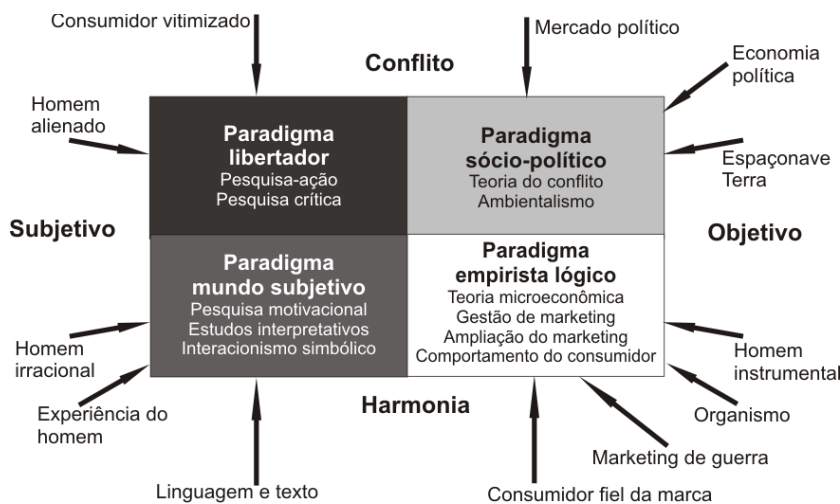 Consumidor vitimizado
Mercado político
Conflito
Economia
política
Homem
alienado
Paradigma
libertador
Pesquisa-ação
Pesquisa crítica
Paradigma
sócio-político
Teoria do conflito
Ambientalismo
Espaçonave
Terra
Subjetivo
Objetivo
Paradigma
mundo subjetivo
Pesquisa motivacional
Estudos interpretativos
Interacionismo simbólico
Paradigma
empirista lógico
Teoria microeconômica
Gestão de marketing
Ampliação do marketing
Comportamento do consumidor
Homem
irracional
Homem
instrumental
Experiência do
homem
Harmonia
Organismo
Marketing de guerra
Linguagem e texto
Consumidor fiel da marca